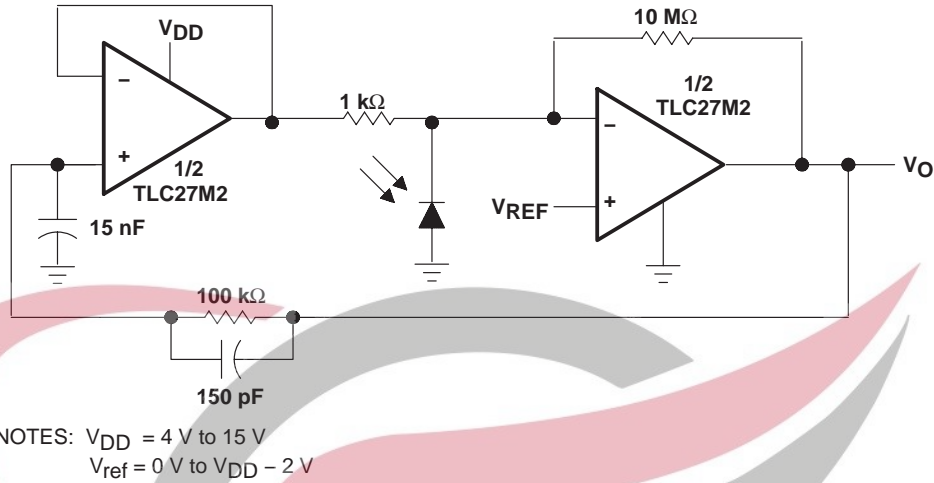 VDD
−
+
1/2
TLC27M2
15 nF
1 kΩ
10 MΩ
1/2
TLC27M2
−
+
VREF
VO
100 kΩ
150 pF
NOTES: VDD = 4 V to 15 V
Vref = 0 V to VDD – 2 V